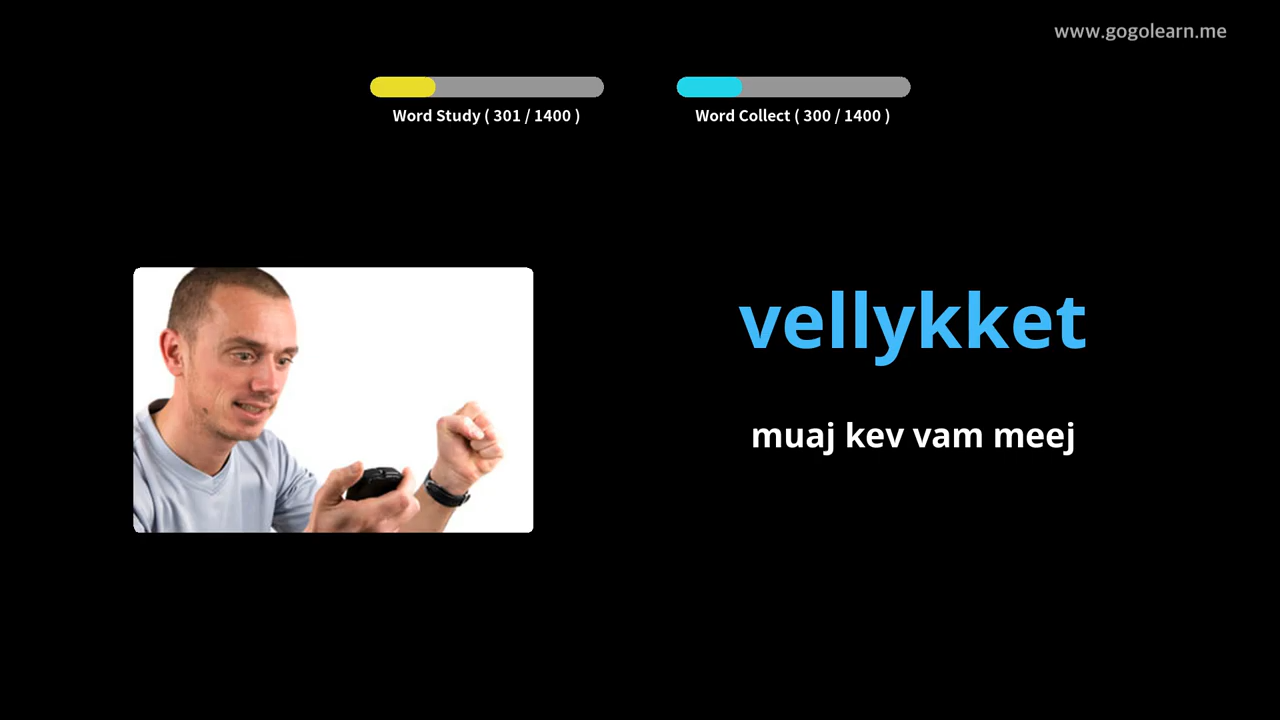 www.gogolearn.me
Word Study ( 301 / 1400 )
Word Collect ( 300 / 1400 )
vellykket
muaj kev vam meej